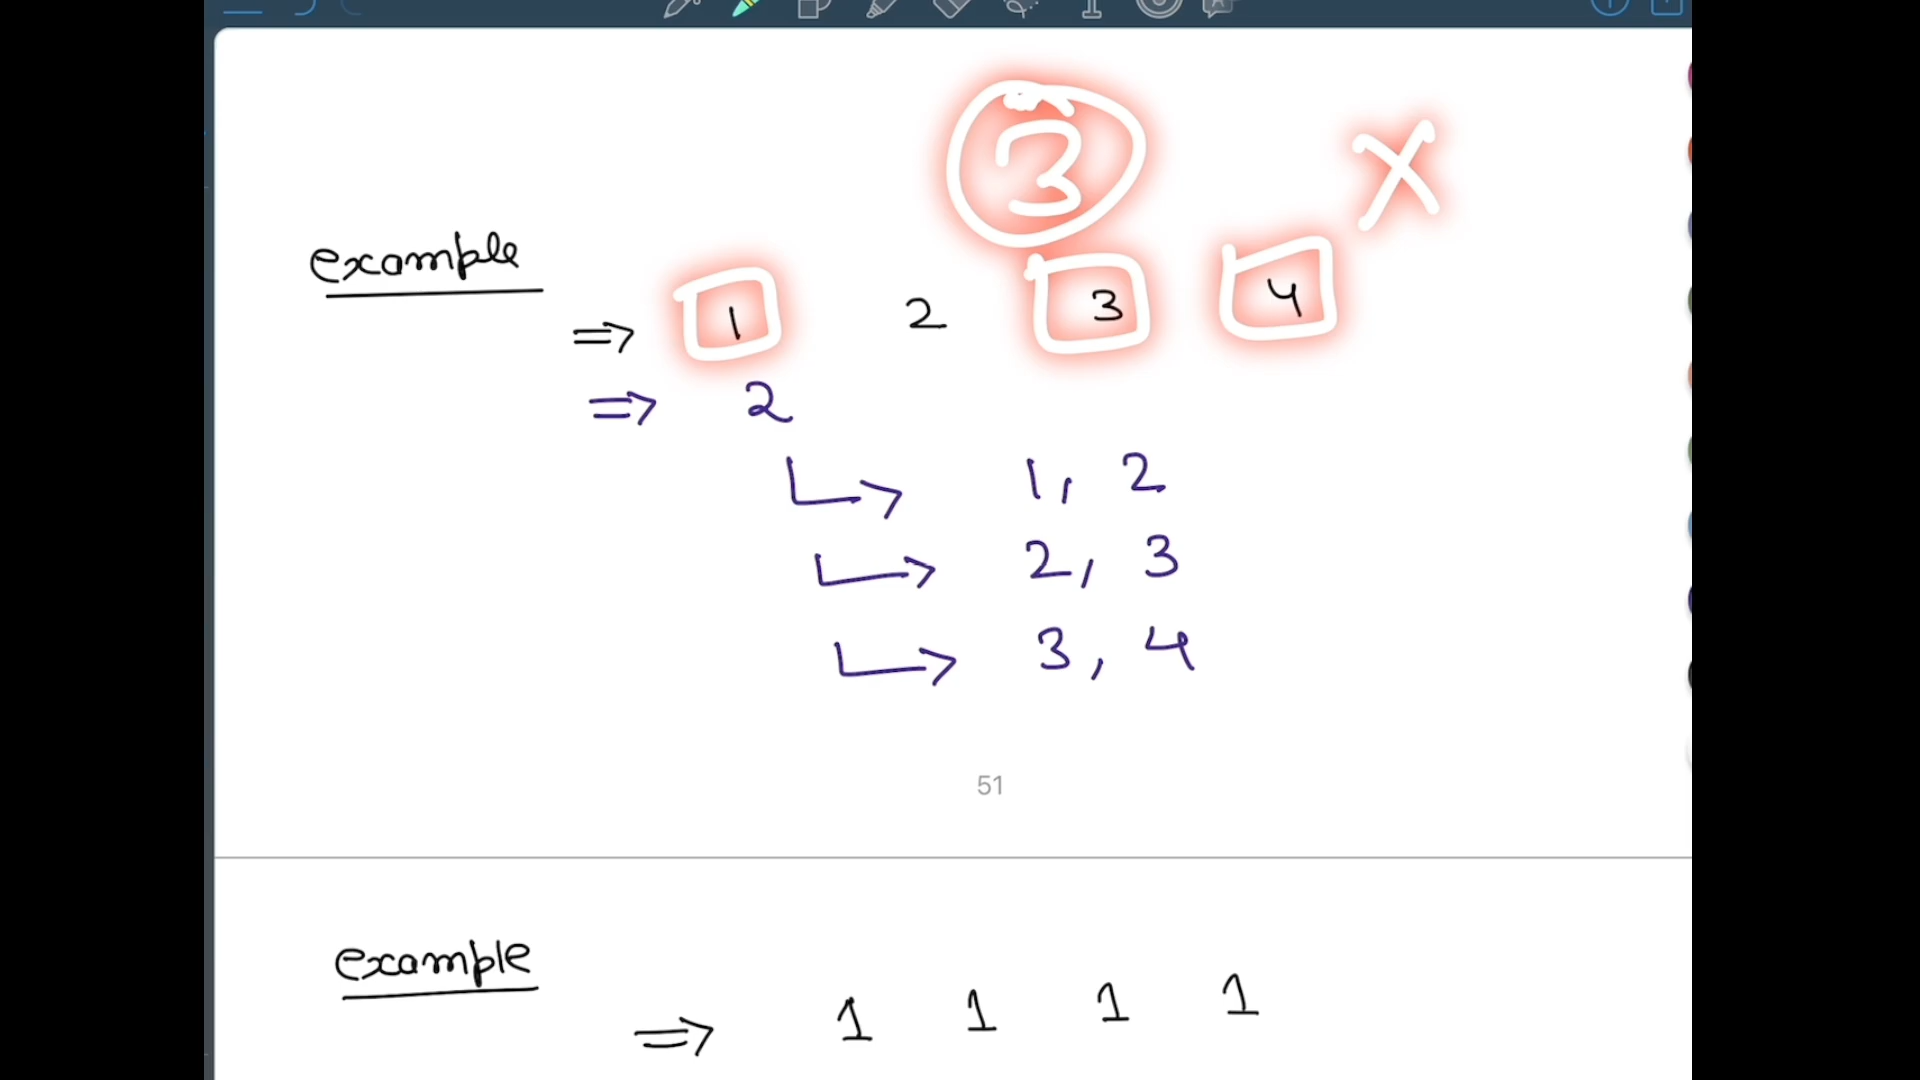 3 X
example
⇒ 1 2 3 4
⇒ 2
1, 2
2, 3
3, 4
51
example
⇒ 1 1 1 1